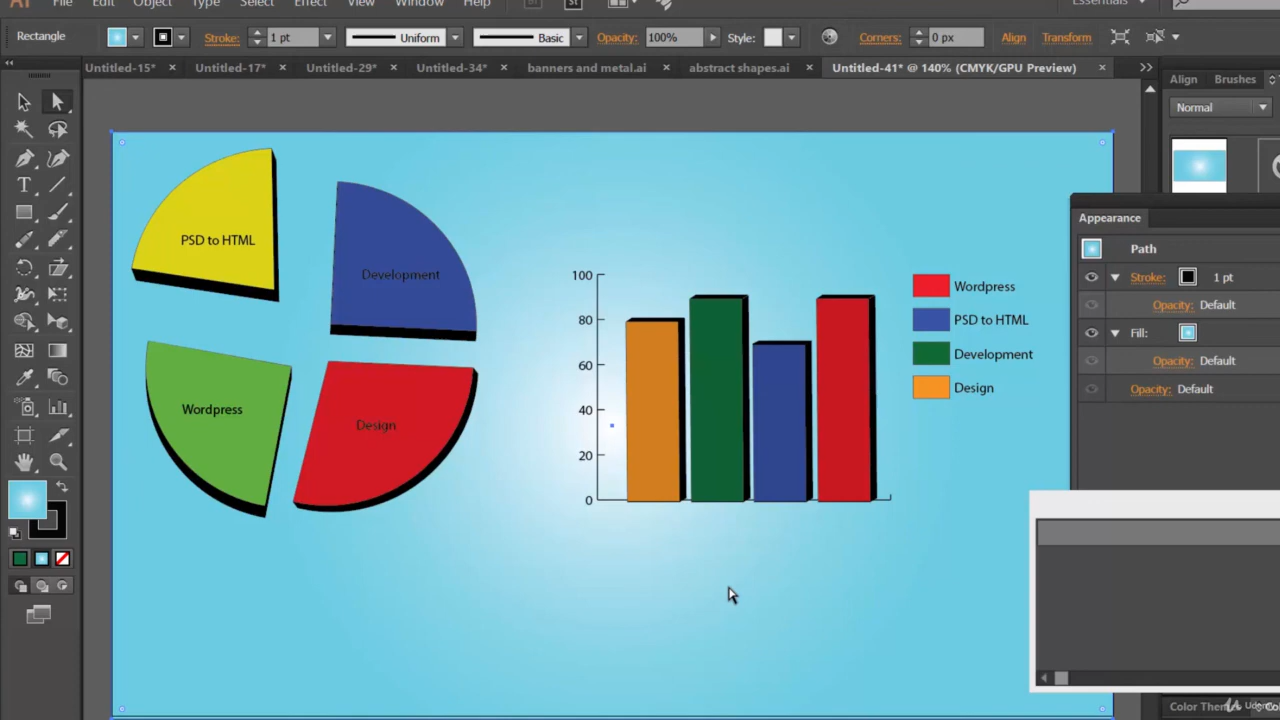 Ai File Edit Object Type Select Effect View Window Help Br St Essentials
Rectangle Stroke: 1 pt Uniform Basic Opacity: 100% Style: Corners: 0 px Align Transform
Untitled-15* × Untitled-17* × Untitled-29* × Untitled-34* × banners and metal.ai × abstract shapes.ai × Untitled-41* @ 140% (CMYK/GPU Preview) ×
Align Brushes
Normal
PSD to HTML
Development
Wordpress
Design
100
80
60
40
20
0
Wordpress
PSD to HTML
Development
Design
Appearance
Path
Stroke: 1 pt
Opacity: Default
Fill:
Opacity: Default
Opacity: Default
Color Them